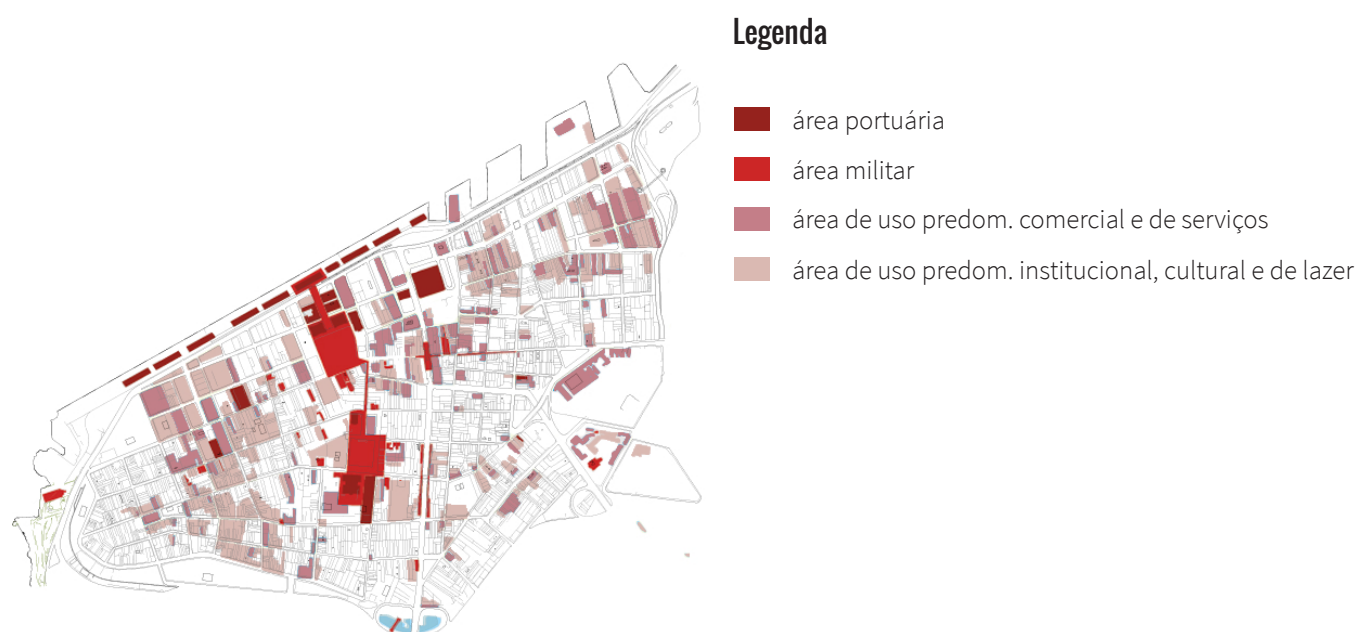 Legenda
área portuária
área militar
área de uso predom. comercial e de serviços
área de uso predom. institucional, cultural e de lazer